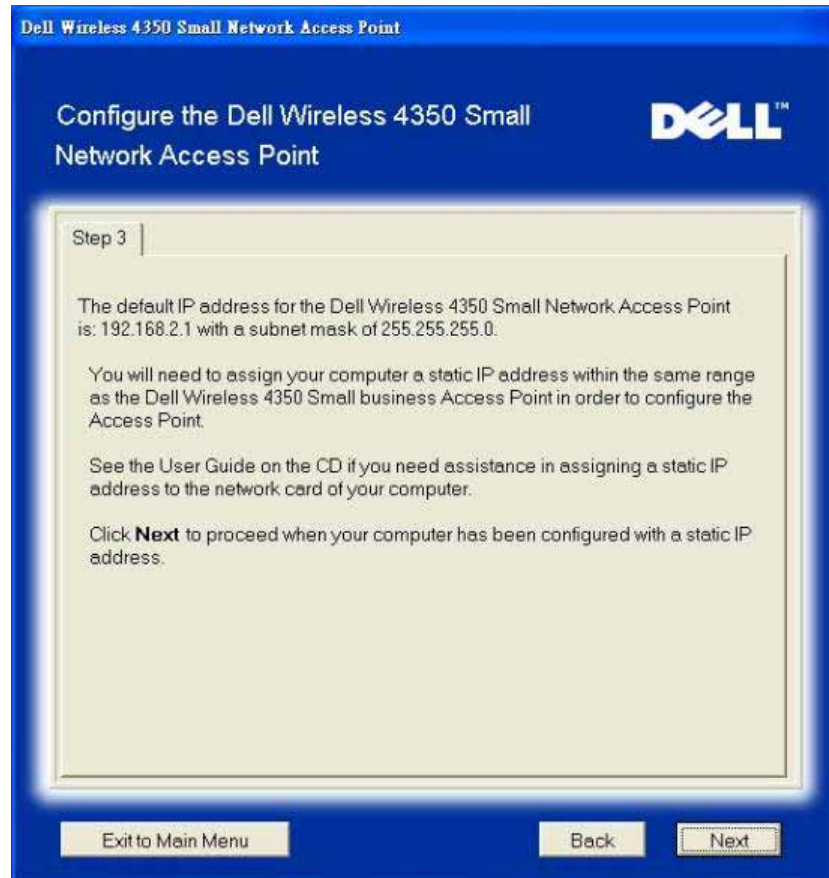 Dell Wireless 4350 Small Network Access Point
Configure the Dell Wireless 4350 Small
Network Access Point
DELL™
Step 3
The default IP address for the Dell Wireless 4350 Small Network Access Point
is: 192.168.2.1 with a subnet mask of 255.255.255.0.
You will need to assign your computer a static IP address within the same range
as the Dell Wireless 4350 Small business Access Point in order to configure the
Access Point.
See the User Guide on the CD if you need assistance in assigning a static IP
address to the network card of your computer.
Click Next to proceed when your computer has been configured with a static IP
address.
Exit to Main Menu
Back
Next